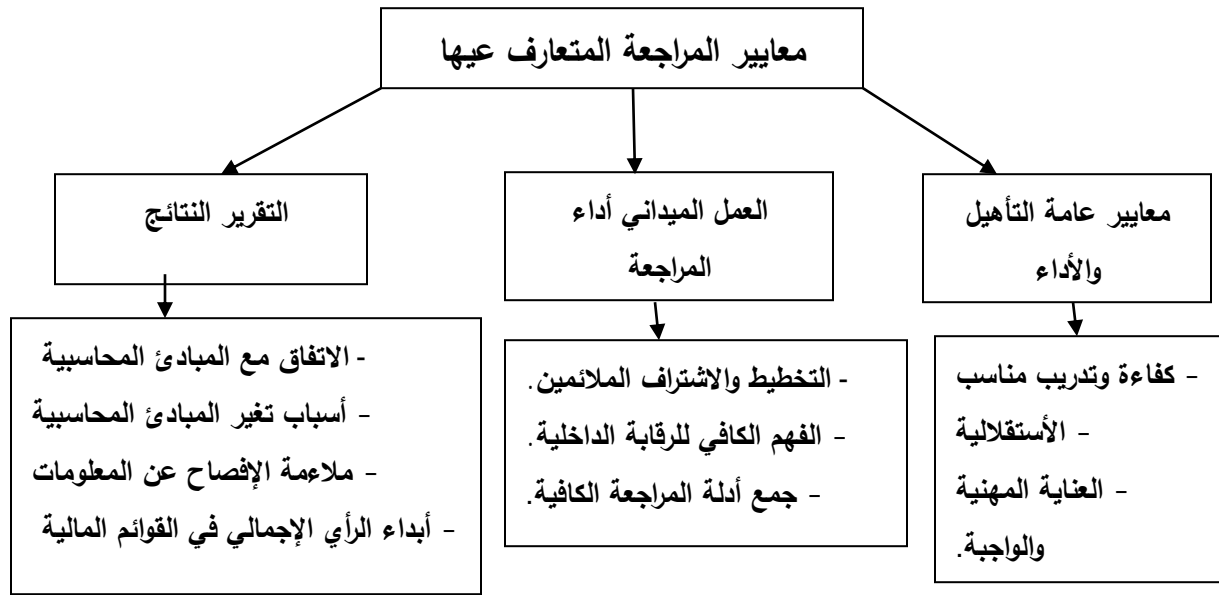 معايير المراجعة المتعارف عيها
معايير عامة التأهيل
والأداء
العمل الميداني أداء
المراجعة
التقرير النتائج
- كفاءة وتدريب مناسب
- الأستقلالية
- العناية المهنية
والواجبة.
- التخطيط والاشتراف الملائمين.
- الفهم الكافي للرقابة الداخلية.
- جمع أدلة المراجعة الكافية.
- الاتفاق مع المبادئ المحاسبية
- أسباب تغير المبادئ المحاسبية
- ملاءمة الإفصاح عن المعلومات
- أبداء الرأي الإجمالي في القوائم المالية